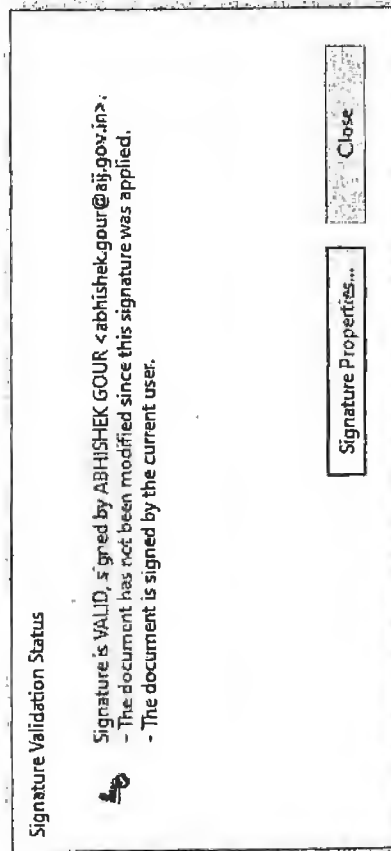 Signature Validation Status
Signature is VALID, signed by ABHISHEK GOUR <abhishek.gour@aij.gov.in>.
- The document has not been modified since this signature was applied.
- The document is signed by the current user.
Signature Properties...
Close